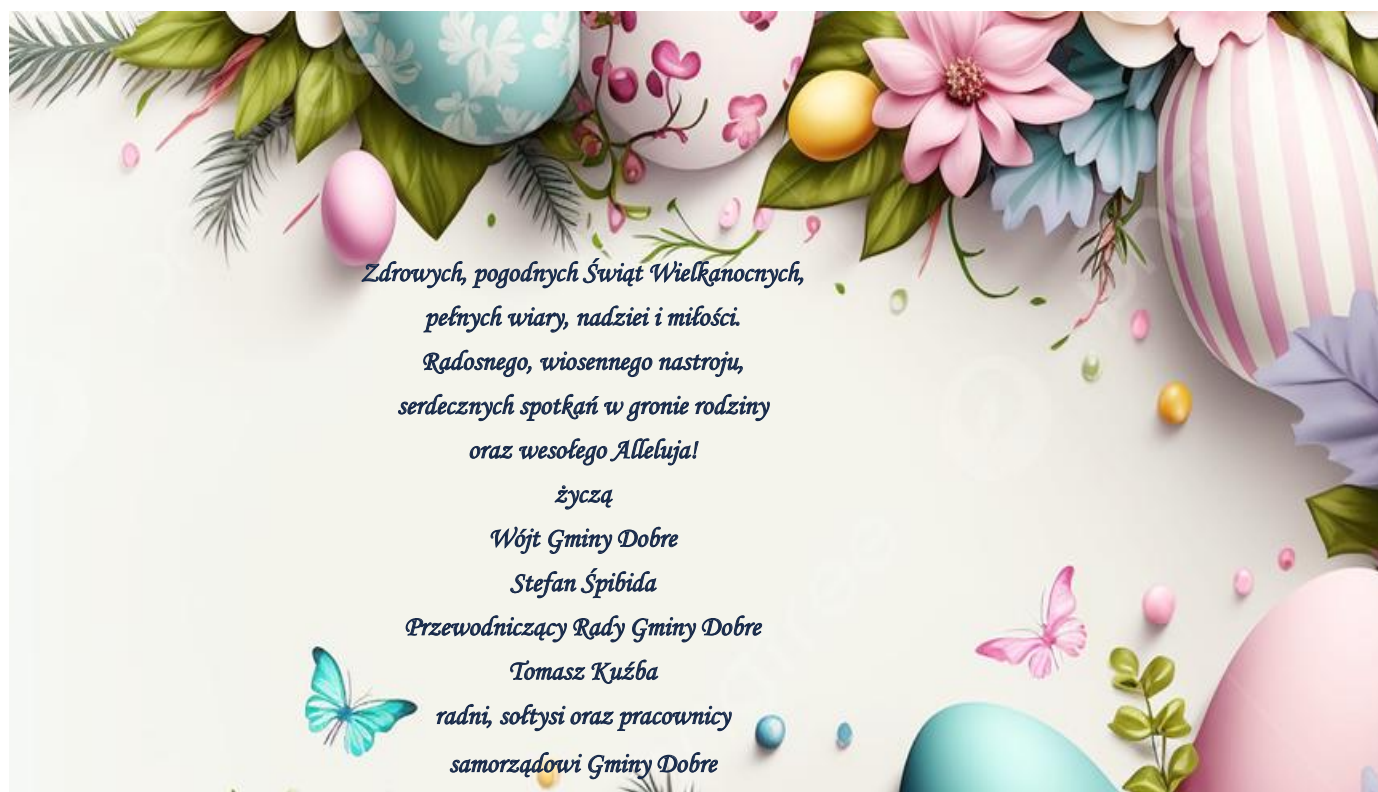 Zdrowych, pogodnych Świąt Wielkanocnych,
pełnych wiary, nadziei i miłości.
Radosnego, wiosennego nastroju,
serdecznych spotkań w gronie rodziny
oraz wesołego Alleluja!
życzą
Wójt Gminy Dobre
Stefan Śpibida
Przewodniczący Rady Gminy Dobre
Tomasz Kuźba
radni, sołtysi oraz pracownicy
samorządowi Gminy Dobre